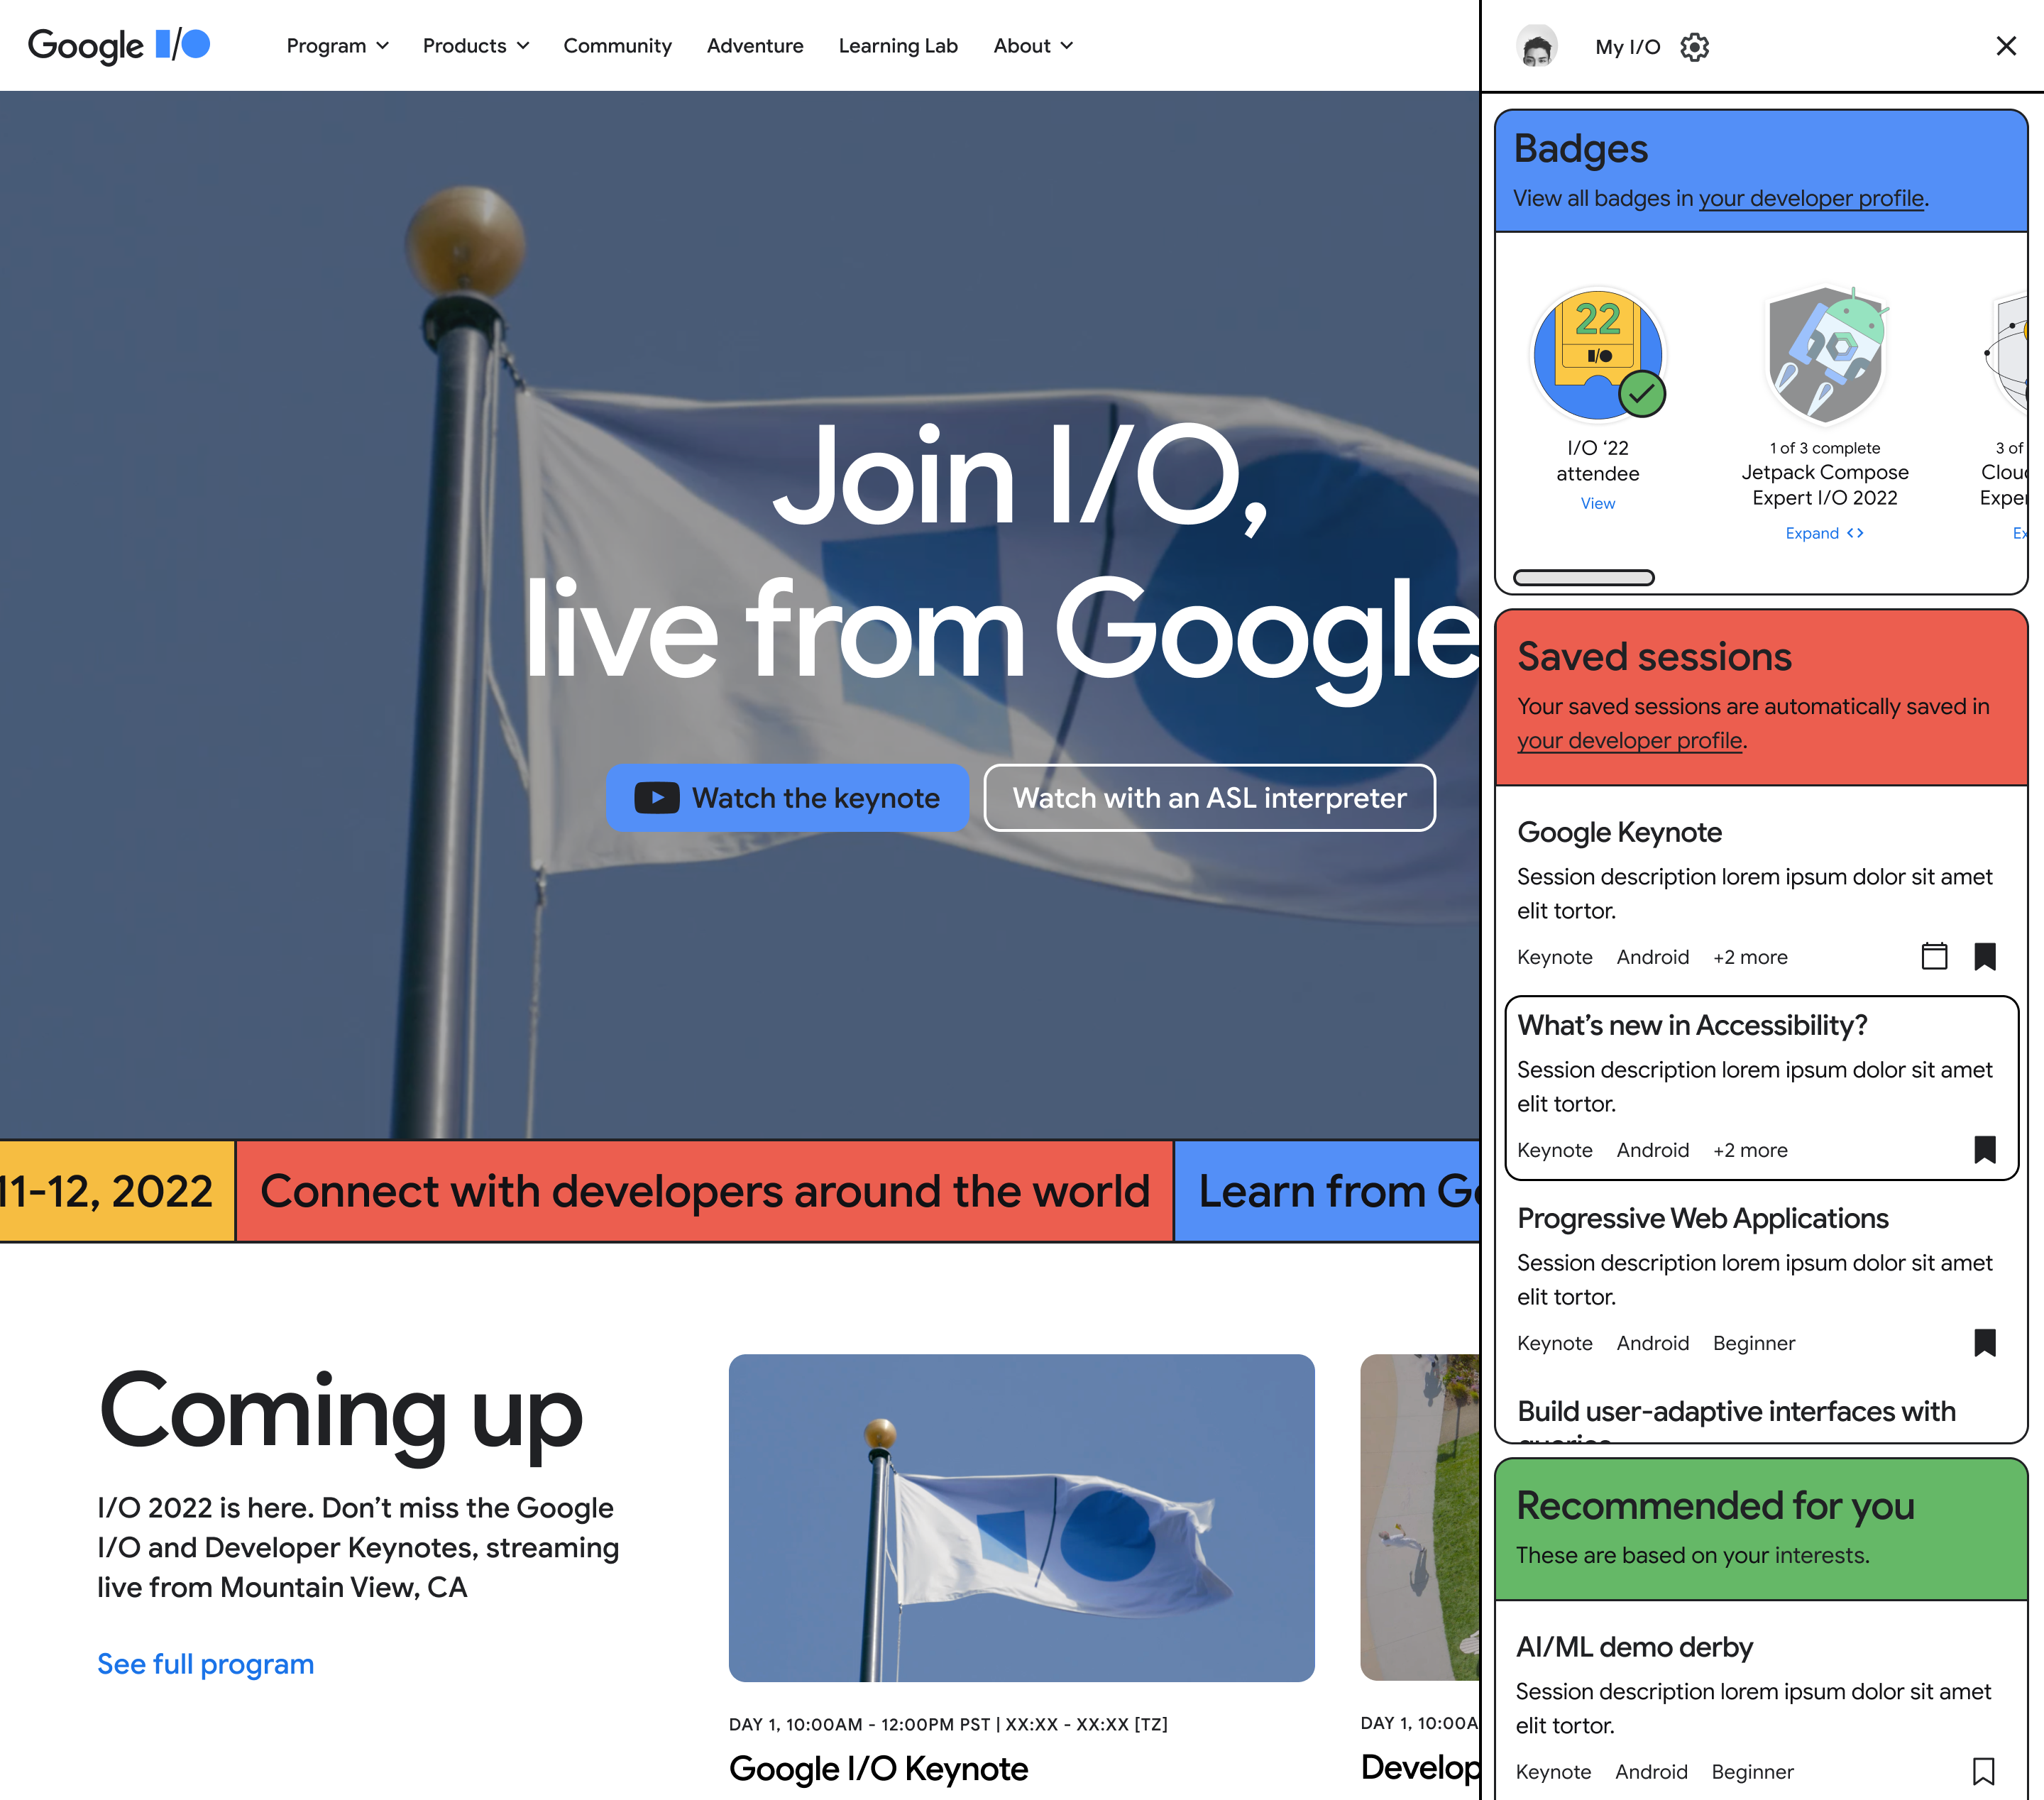 Google I/O
Program
Products
Community
Adventure
Learning Lab
About
Join I/O,
live from Google
Watch the keynote
Watch with an ASL interpreter
11-12, 2022
Connect with developers around the world
Learn from Go
Coming up
I/O 2022 is here. Don’t miss the Google
I/O and Developer Keynotes, streaming
live from Mountain View, CA
See full program
DAY 1, 10:00AM - 12:00PM PST | XX:XX - XX:XX [TZ]
Google I/O Keynote
DAY 1, 10:00A
Develop
My I/O
Badges
View all badges in your developer profile.
22
I/O
I/O ‘22
attendee
View
1 of 3 complete
Jetpack Compose
Expert I/O 2022
Expand
3 of
Cloud
Exper
Ex
Saved sessions
Your saved sessions are automatically saved in
your developer profile.
Google Keynote
Session description lorem ipsum dolor sit amet
elit tortor.
Keynote Android +2 more
What’s new in Accessibility?
Session description lorem ipsum dolor sit amet
elit tortor.
Keynote Android +2 more
Progressive Web Applications
Session description lorem ipsum dolor sit amet
elit tortor.
Keynote Android Beginner
Build user-adaptive interfaces with
Recommended for you
These are based on your interests.
AI/ML demo derby
Session description lorem ipsum dolor sit amet
elit tortor.
Keynote Android Beginner